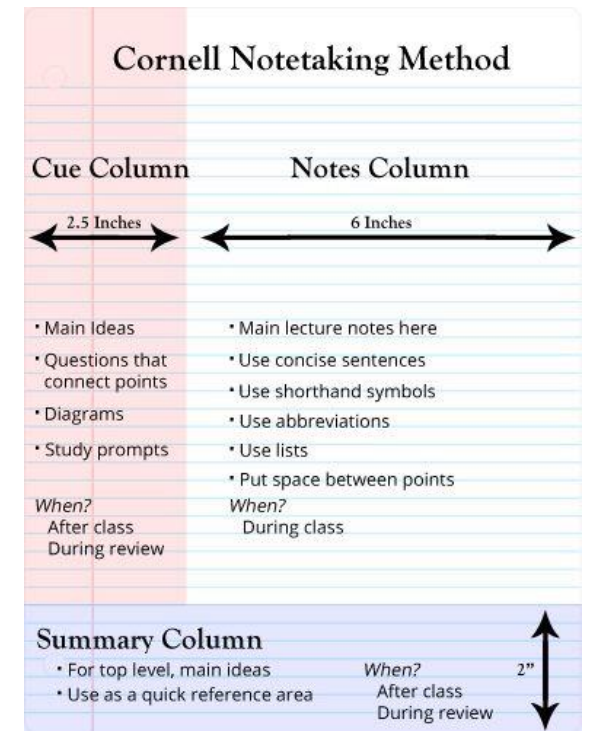 Cornell Notetaking Method
Cue Column
2.5 Inches
• Main Ideas
• Questions that
connect points
• Diagrams
• Study prompts
When?
After class
During review
Notes Column
6 Inches
• Main lecture notes here
• Use concise sentences
• Use shorthand symbols
• Use abbreviations
• Use lists
• Put space between points
When?
During class
Summary Column
• For top level, main ideas
• Use as a quick reference area
When?
After class
During review
2”